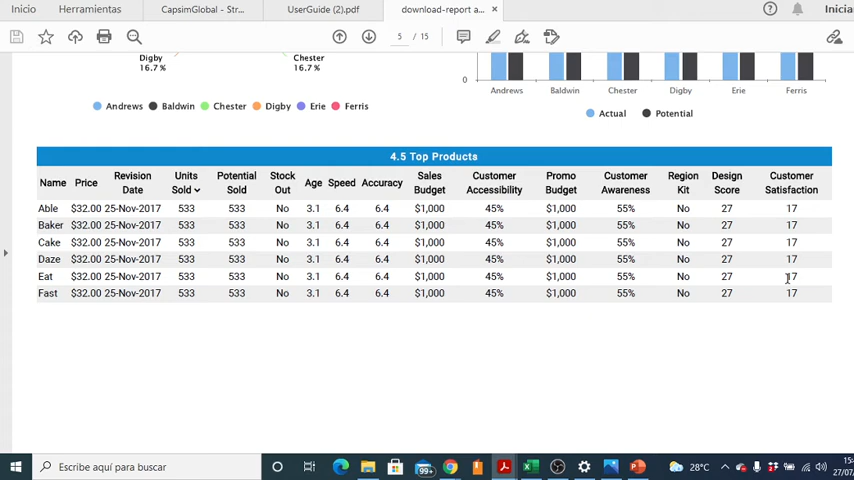 Inicio Herramientas CapsimGlobal - Str... UserGuide (2).pdf download-report a... × ? Inicia
5 / 15
Digby Chester
16.7 % 16.7 %
0
Andrews Baldwin Chester Digby Erie Ferris
Andrews Baldwin Chester Digby Erie Ferris
Actual Potential
4.5 Top Products
Name Price Revision Date Units Sold Potential Sold Stock Out Age Speed Accuracy Sales Budget Customer Accessibility Promo Budget Customer Awareness Region Kit Design Score Customer Satisfaction
Able $32.00 25-Nov-2017 533 533 No 3.1 6.4 6.4 $1,000 45% $1,000 55% No 27 17
Baker $32.00 25-Nov-2017 533 533 No 3.1 6.4 6.4 $1,000 45% $1,000 55% No 27 17
Cake $32.00 25-Nov-2017 533 533 No 3.1 6.4 6.4 $1,000 45% $1,000 55% No 27 17
Daze $32.00 25-Nov-2017 533 533 No 3.1 6.4 6.4 $1,000 45% $1,000 55% No 27 17
Eat $32.00 25-Nov-2017 533 533 No 3.1 6.4 6.4 $1,000 45% $1,000 55% No 27 17
Fast $32.00 25-Nov-2017 533 533 No 3.1 6.4 6.4 $1,000 45% $1,000 55% No 27 17
Escribe aquí para buscar 99+ 28°C 15:
27/07/